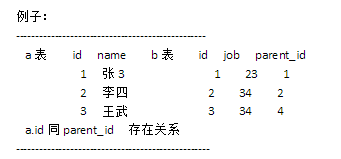 例子：
-------------------------------------------------
a 表 id name b 表 id job parent_id
1 张 3 1 23 1
2 李四 2 34 2
3 王武 3 34 4
a.id 同 parent_id 存在关系
-------------------------------------------------